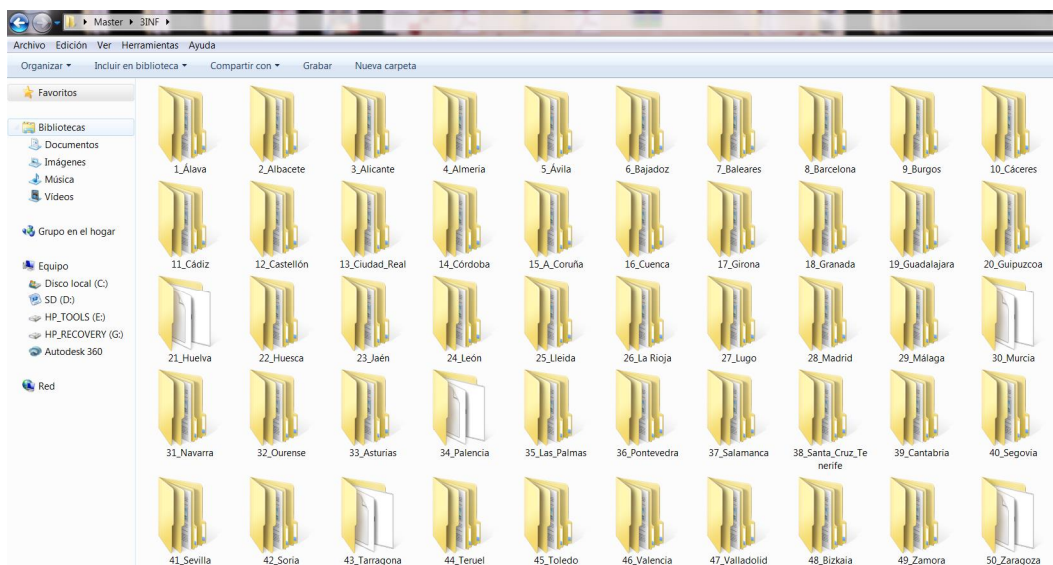 Master 3INF
Archivo Edición Ver Herramientas Ayuda
Organizar Incluir en biblioteca Compartir con Grabar Nueva carpeta
Favoritos
Bibliotecas
Documentos
Imágenes
Música
Vídeos
Grupo en el hogar
Equipo
Disco local (C:)
SD (D:)
HP_TOOLS (E:)
HP_RECOVERY (G:)
Autodesk 360
Red
1_Álava 2_Albacete 3_Alicante 4_Almeria 5_Ávila 6_Bajadoz 7_Baleares 8_Barcelona 9_Burgos 10_Cáceres
11_Cádiz 12_Castellón 13_Ciudad_Real 14_Córdoba 15_A_Coruña 16_Cuenca 17_Girona 18_Granada 19_Guadalajara 20_Guipuzcoa
21_Huelva 22_Huesca 23_Jaén 24_León 25_Lleida 26_La Rioja 27_Lugo 28_Madrid 29_Málaga 30_Murcia
31_Navarra 32_Ourense 33_Asturias 34_Palencia 35_Las_Palmas 36_Pontevedra 37_Salamanca 38_Santa_Cruz_Te 39_Cantabria 40_Segovia
nerife
41_Sevilla 42_Soria 43_Tarragona 44_Teruel 45_Toledo 46_Valencia 47_Valladolid 48_Bizkaia 49_Zamora 50_Zaragoza